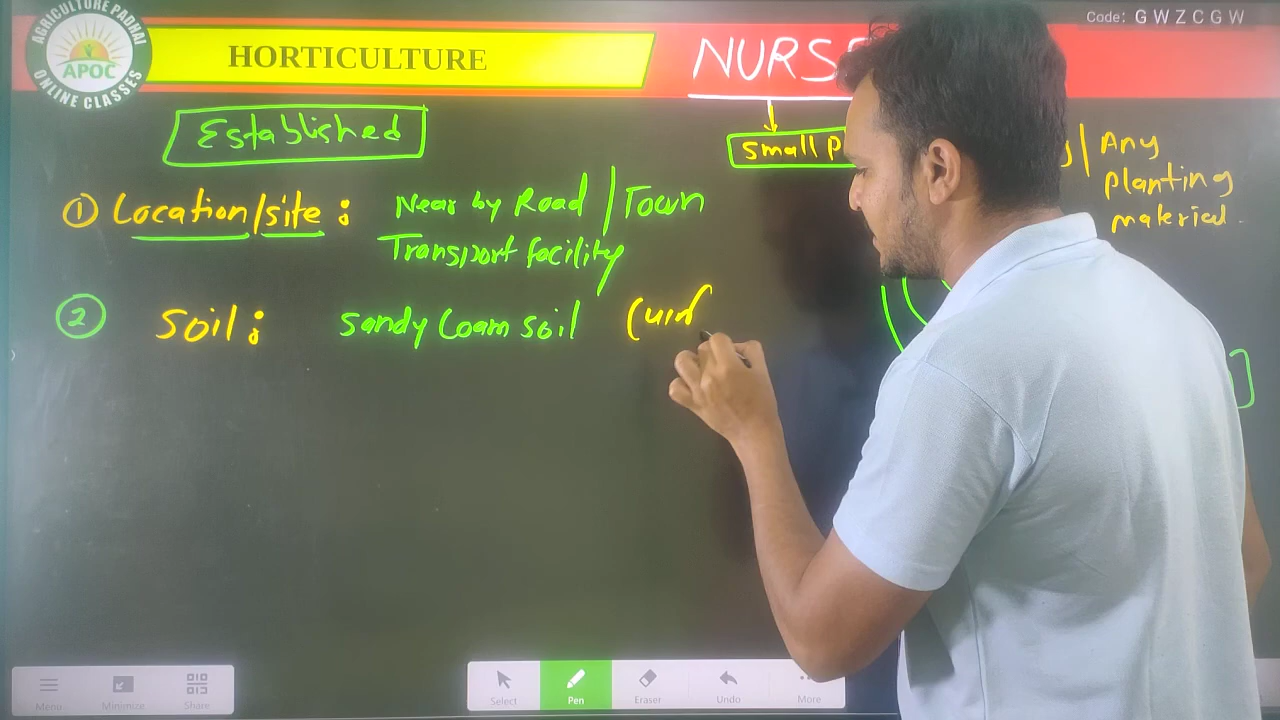 Code: G W Z C G W
AGRICULTURE PADHAI
APOC
ONLINE CLASSES
HORTICULTURE
NURS
Established
small
Any
planting
material.
① Location/site : Near by Road / Town
Transport facility
② Soil : Sandy Loam soil
Menu
Minimize
Share
Select
Pen
Eraser
Undo
More